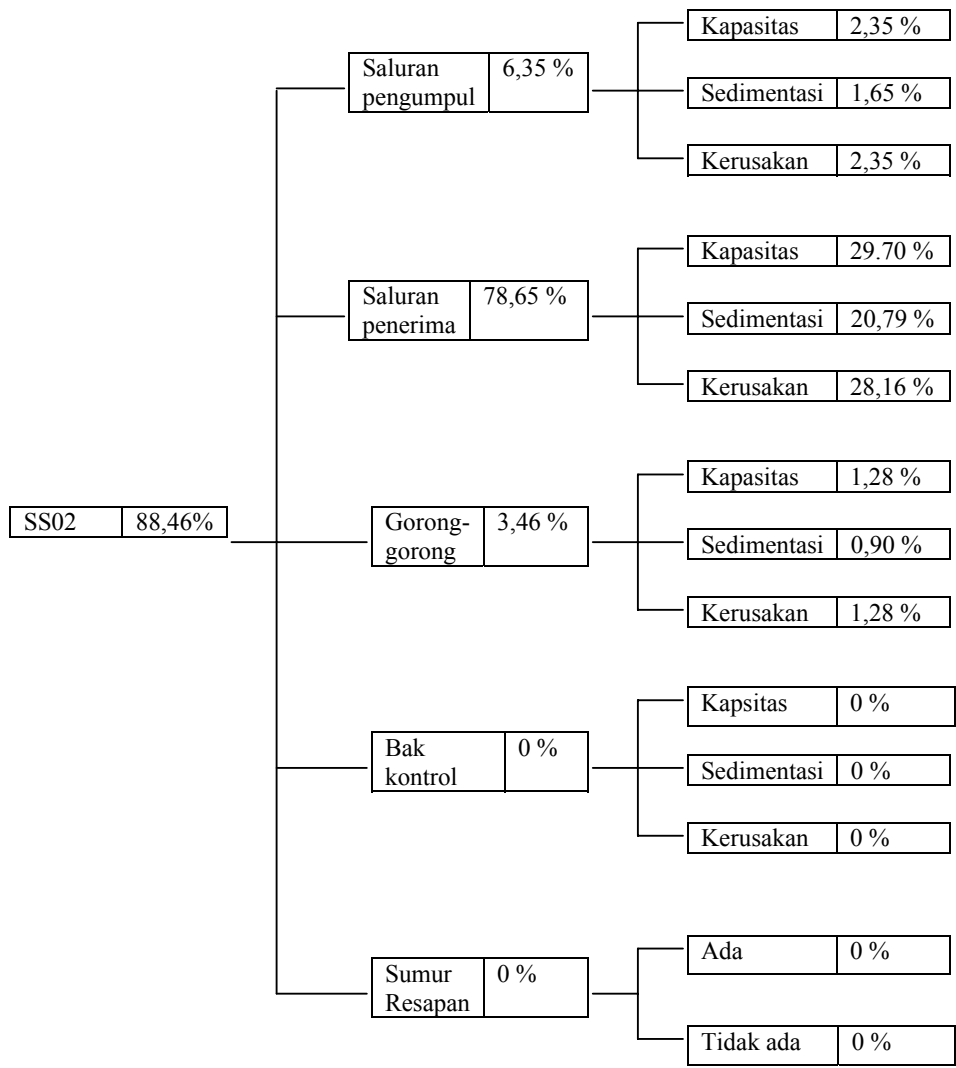 SS02 88,46%
Saluran
pengumpul 6,35 %
Kapasitas 2,35 %
Sedimentasi 1,65 %
Kerusakan 2,35 %
Saluran
penerima 78,65 %
Kapasitas 29.70 %
Sedimentasi 20,79 %
Kerusakan 28,16 %
Gorong-
gorong 3,46 %
Kapasitas 1,28 %
Sedimentasi 0,90 %
Kerusakan 1,28 %
Bak
kontrol 0 %
Kapsitas 0 %
Sedimentasi 0 %
Kerusakan 0 %
Sumur
Resapan 0 %
Ada 0 %
Tidak ada 0 %